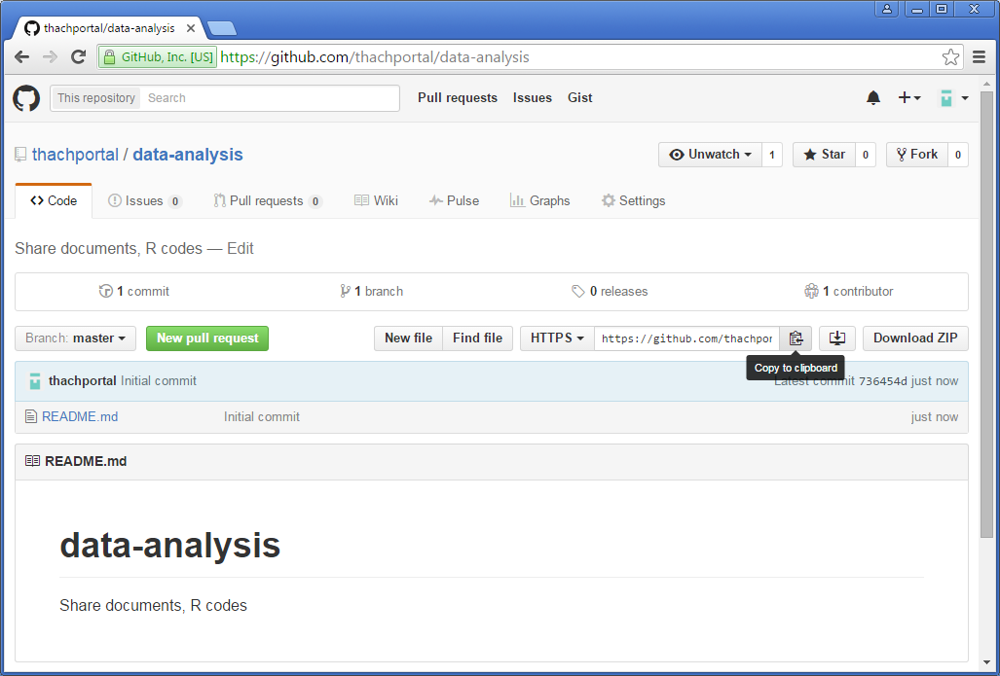 thachportal/data-analysis
GitHub, Inc. [US] https://github.com/thachportal/data-analysis
This repository Search Pull requests Issues Gist
thachportal / data-analysis Unwatch 1 Star 0 Fork 0
Code Issues 0 Pull requests 0 Wiki Pulse Graphs Settings
Share documents, R codes — Edit
1 commit 1 branch 0 releases 1 contributor
Branch: master New pull request New file Find file HTTPS https://github.com/thachpor Download ZIP
Copy to clipboard
thachportal Initial commit Latest commit 736454d just now
README.md Initial commit just now
README.md
data-analysis
Share documents, R codes